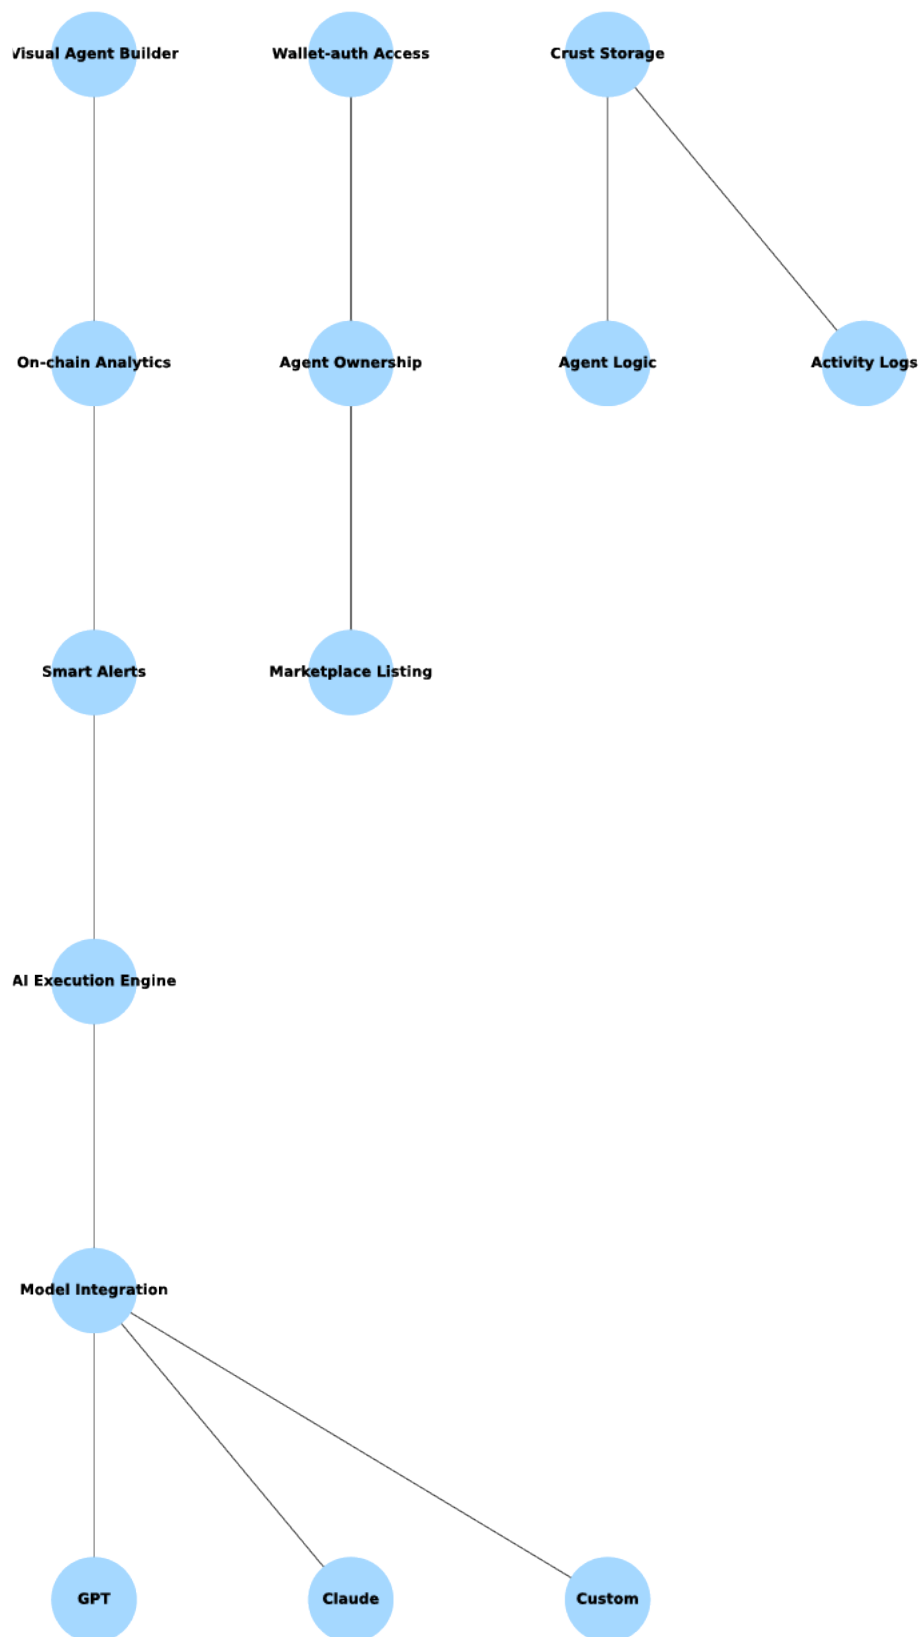 Visual Agent Builder
Wallet-auth Access
Crust Storage
On-chain Analytics
Agent Ownership
Agent Logic
Activity Logs
Smart Alerts
Marketplace Listing
AI Execution Engine
Model Integration
GPT
Claude
Custom